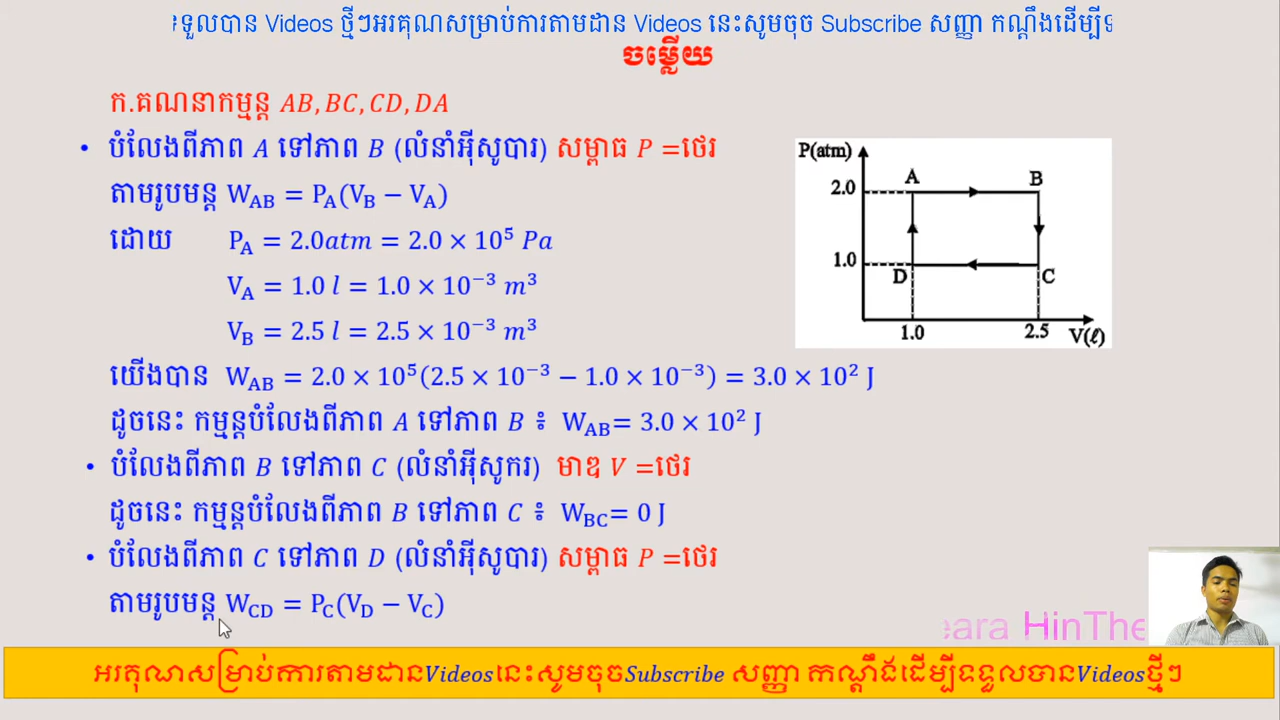 ទទួលបាន Videos ថ្មីៗអរគុណសម្រាប់ការតាមដាន Videos នេះសូមចុច Subscribe សញ្ញា កណ្ដឹងដើម្បីទ
ចម្លើយ
ក.គណនាកម្មន្ត AB, BC, CD, DA
• បំលែងពីភាព A ទៅភាព B (លំនាំអ៊ីសូបារ) សម្ពាធ P =ថេរ
តាមរូបមន្ត W_AB = P_A(V_B − V_A)
ដោយ P_A = 2.0atm = 2.0 × 10⁵ Pa
V_A = 1.0 l = 1.0 × 10⁻³ m³
V_B = 2.5 l = 2.5 × 10⁻³ m³
យើងបាន W_AB = 2.0 × 10⁵(2.5 × 10⁻³ − 1.0 × 10⁻³) = 3.0 × 10² J
ដូចនេះ កម្មន្តបំលែងពីភាព A ទៅភាព B ៖ W_AB= 3.0 × 10² J
• បំលែងពីភាព B ទៅភាព C (លំនាំអ៊ីសូករ) មាឌ V =ថេរ
ដូចនេះ កម្មន្តបំលែងពីភាព B ទៅភាព C ៖ W_BC= 0 J
• បំលែងពីភាព C ទៅភាព D (លំនាំអ៊ីសូបារ) សម្ពាធ P =ថេរ
តាមរូបមន្ត W_CD = P_C(V_D − V_C)
P(atm)
A B
2.0
1.0
D C
1.0 2.5 V(ℓ)
eara HinThe
អរគុណសម្រាប់ការតាមដានVideosនេះសូមចុចSubscribe សញ្ញា កណ្ដឹងដើម្បីទទួលបានVideosថ្មីៗ